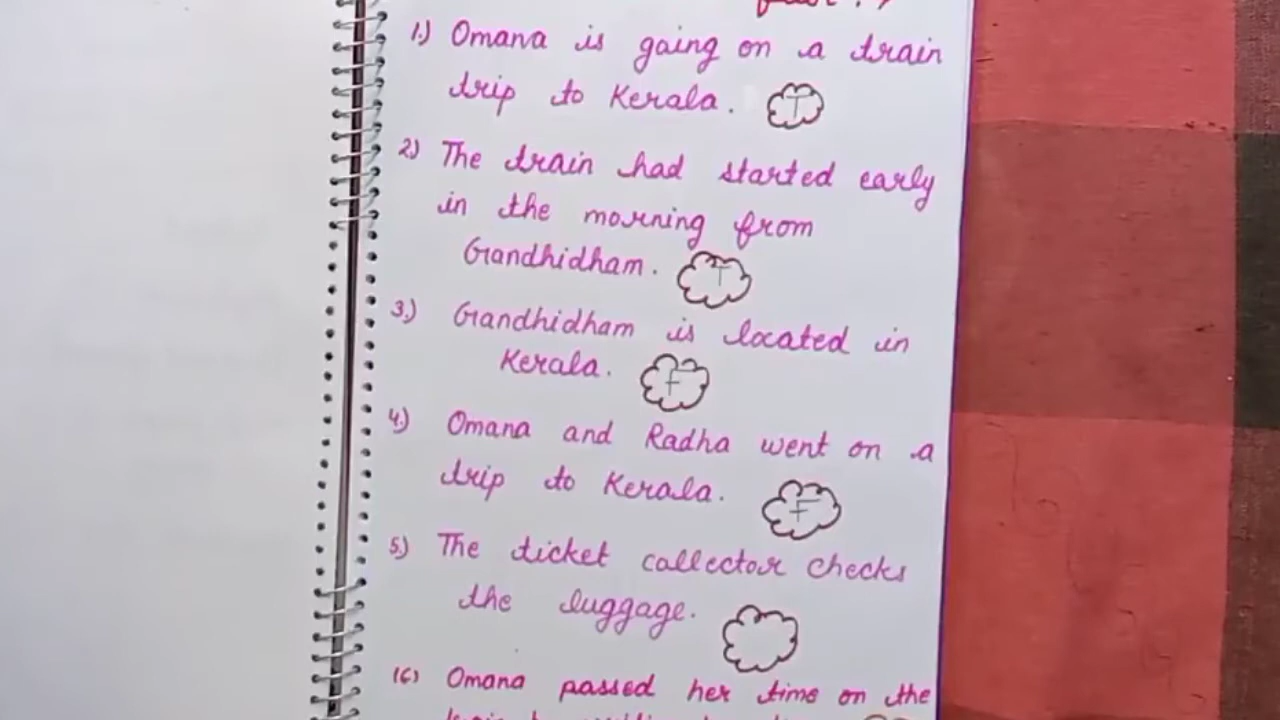 1.) Omana is going on a train
trip to Kerala. T
2.) The train had started early
in the morning from
Gandhidham. T
3.) Gandhidham is located in
Kerala. F
4.) Omana and Radha went on a
trip to Kerala. F
5.) The ticket collector checks
the luggage.
6.) Omana passed her time on the